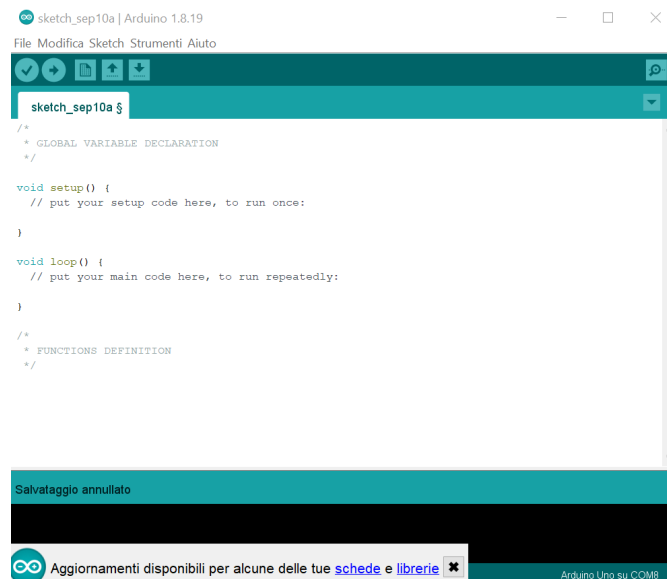 sketch_sep10a | Arduino 1.8.19
File Modifica Sketch Strumenti Aiuto
sketch_sep10a §
/*
 * GLOBAL VARIABLE DECLARATION
 */
void setup() {
  // put your setup code here, to run once:
}
void loop() {
  // put your main code here, to run repeatedly:
}
/*
 * FUNCTIONS DEFINITION
 */
Salvataggio annullato
Aggiornamenti disponibili per alcune delle tue schede e librerie
Arduino Uno su COM8